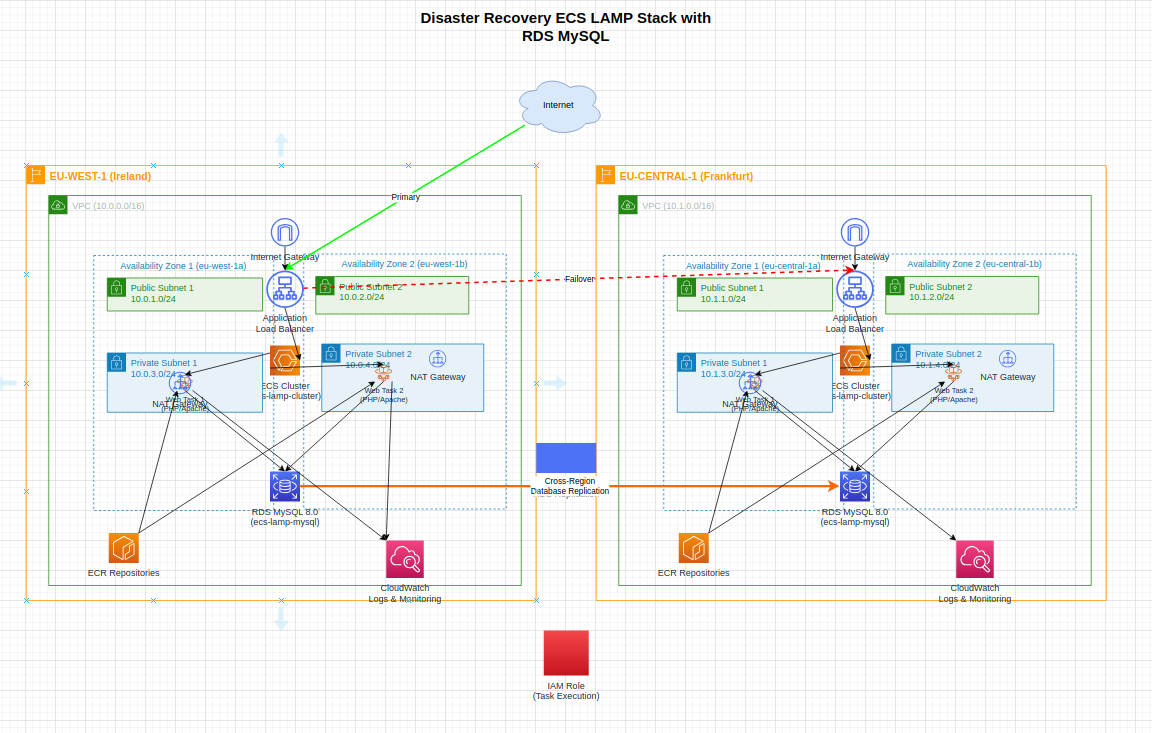 Disaster Recovery ECS LAMP Stack with
RDS MySQL
Internet
Primary
EU-WEST-1 (Ireland)
VPC (10.0.0.0/16)
Internet Gateway
Availability Zone 1 (eu-west-1a)
Availability Zone 2 (eu-west-1b)
Public Subnet 1
10.0.1.0/24
Public Subnet 2
10.0.2.0/24
Application
Load Balancer
Private Subnet 1
10.0.3.0/24
Private Subnet 2
10.0.4.0/24
NAT Gateway
ECS Cluster
s-lamp-cluster)
Web Task 1
(PHP/Apache)
NAT Gateway
Web Task 2
(PHP/Apache)
RDS MySQL 8.0
(ecs-lamp-mysql)
ECR Repositories
CloudWatch
Logs & Monitoring
Failover
Cross-Region
Database Replication
EU-CENTRAL-1 (Frankfurt)
VPC (10.1.0.0/16)
Internet Gateway
Availability Zone 1 (eu-central-1a)
Availability Zone 2 (eu-central-1b)
Public Subnet 1
10.1.1.0/24
Public Subnet 2
10.1.2.0/24
Application
Load Balancer
Private Subnet 1
10.1.3.0/24
Private Subnet 2
10.1.4.0/24
NAT Gateway
ECS Cluster
s-lamp-cluster)
Web Task 1
(PHP/Apache)
NAT Gateway
Web Task 2
(PHP/Apache)
RDS MySQL 8.0
(ecs-lamp-mysql)
ECR Repositories
CloudWatch
Logs & Monitoring
IAM Role
(Task Execution)